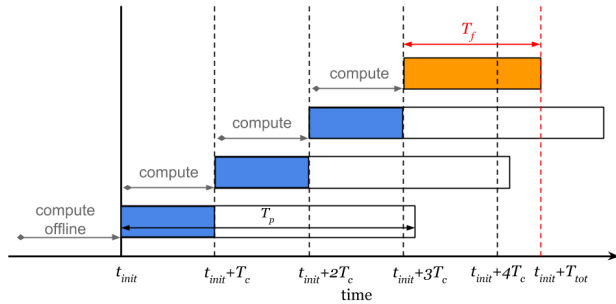 T_f
compute
compute
compute
compute
offline
T_p
t_init t_init+T_c t_init+2T_c t_init+3T_c t_init+4T_c t_init+T_tot
time